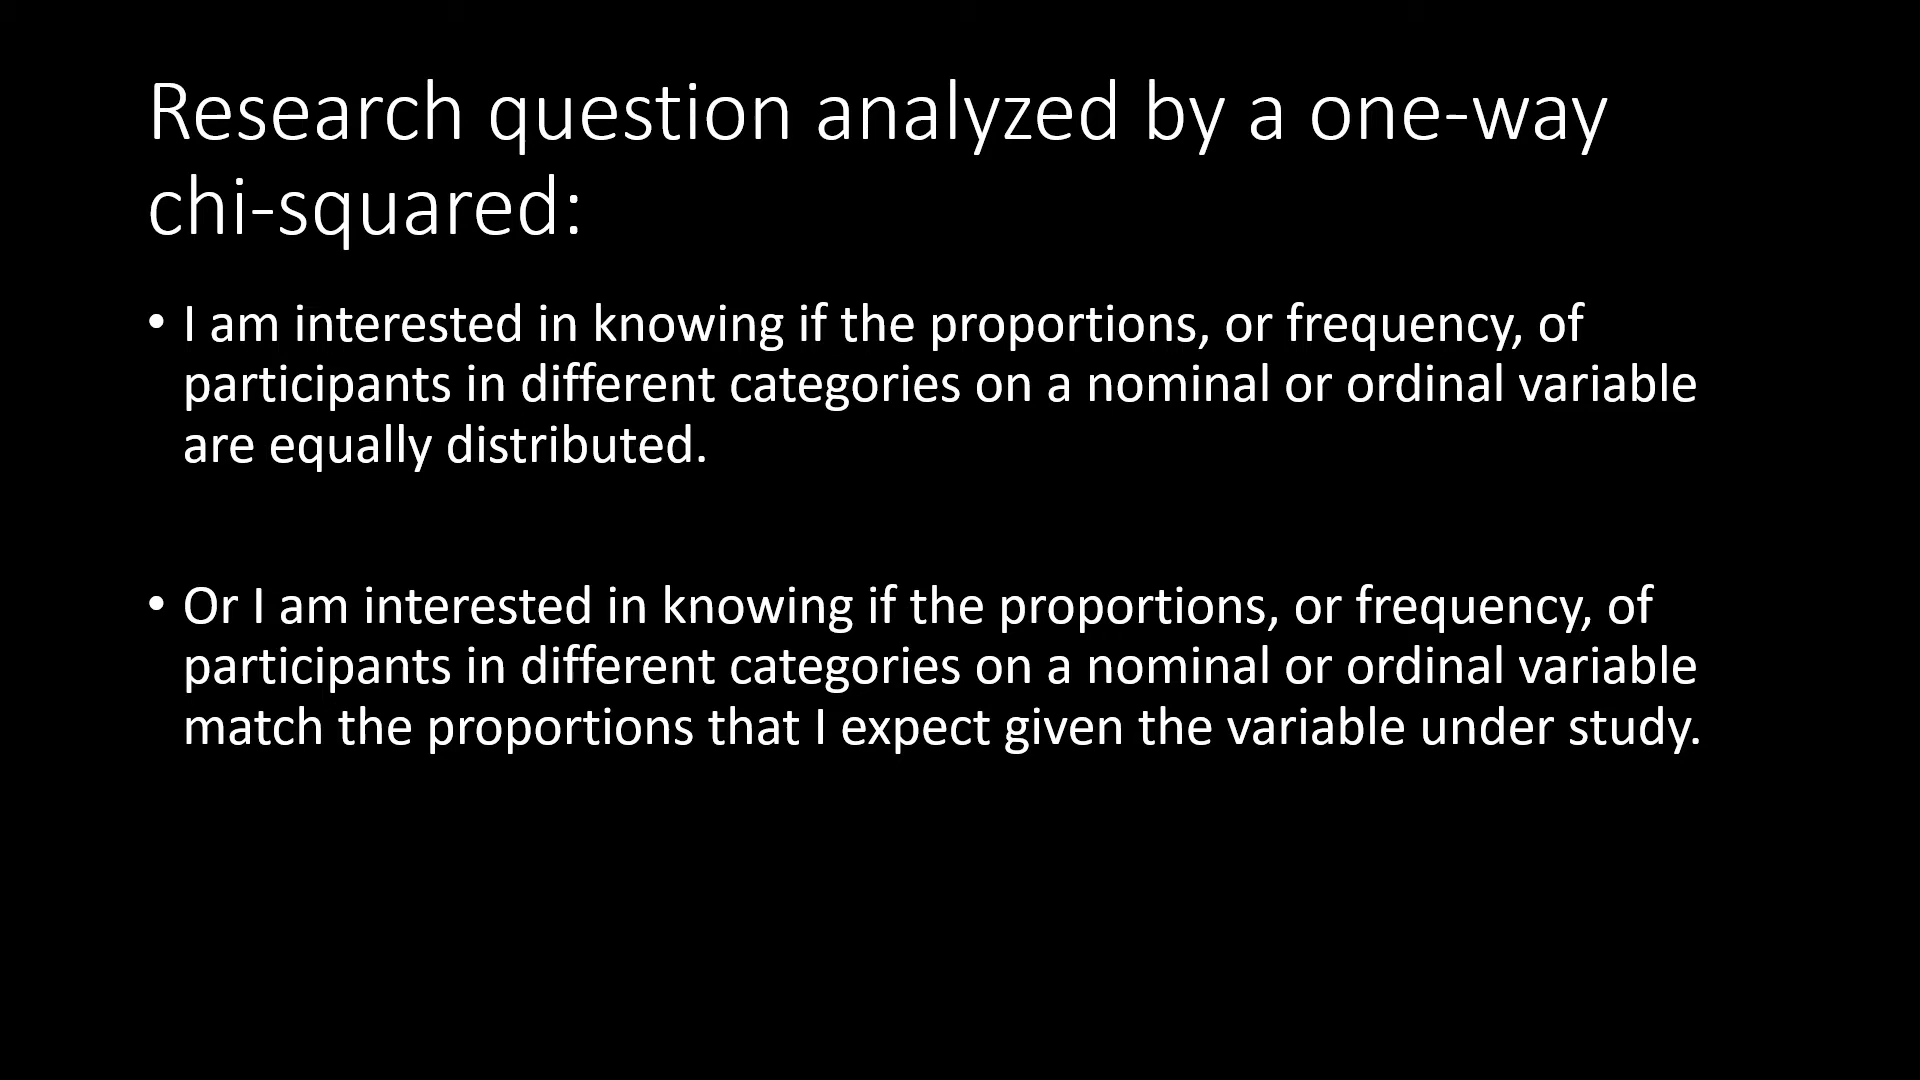 Research question analyzed by a one-way
chi-squared:
• I am interested in knowing if the proportions, or frequency, of
participants in different categories on a nominal or ordinal variable
are equally distributed.
• Or I am interested in knowing if the proportions, or frequency, of
participants in different categories on a nominal or ordinal variable
match the proportions that I expect given the variable under study.